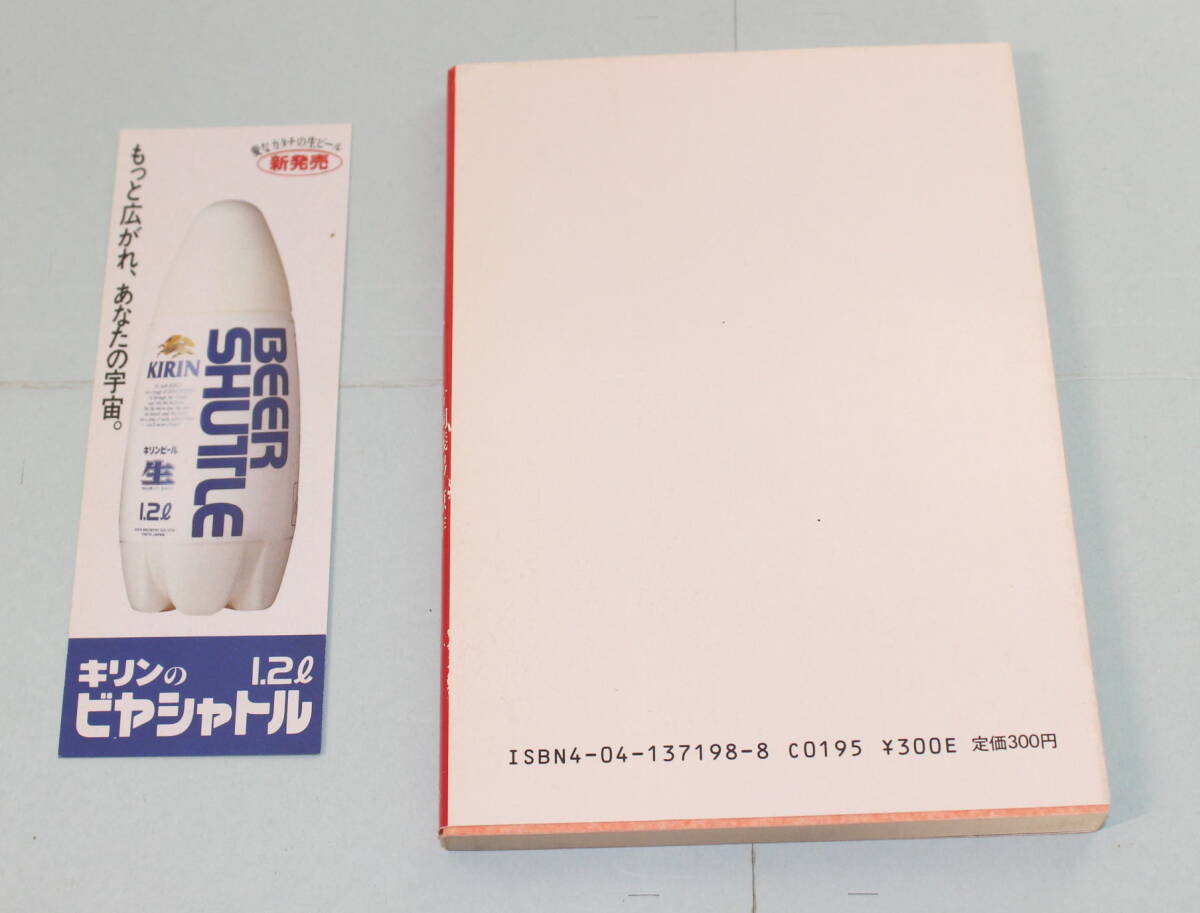 変なカタチの生ビール
新発売
もっと広がれ、あなたの宇宙。
KIRIN
BEER
SHUTTLE
キリンビール
生
1.2ℓ
キリンの 1.2ℓ
ビヤシャトル
ISBN4-04-137198-8 C0195 ¥300E 定価300円